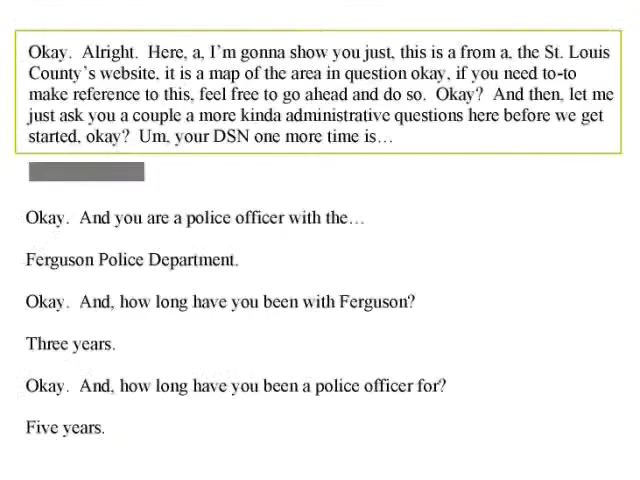 Okay.  Alright.  Here, a, I’m gonna show you just, this is a from a, the St. Louis
County’s website, it is a map of the area in question okay, if you need to-to
make reference to this, feel free to go ahead and do so.  Okay?  And then, let me
just ask you a couple a more kinda administrative questions here before we get
started, okay?  Um, your DSN one more time is…
Okay.  And you are a police officer with the…
Ferguson Police Department.
Okay.  And, how long have you been with Ferguson?
Three years.
Okay.  And, how long have you been a police officer for?
Five years.